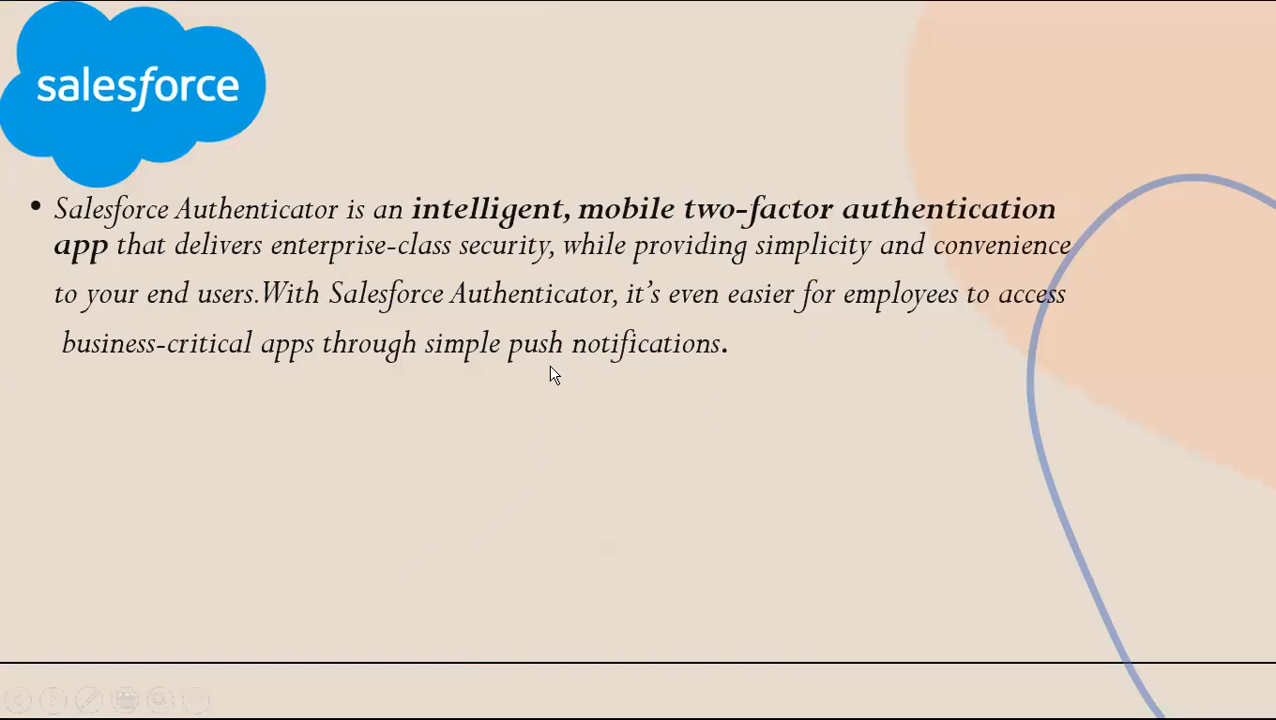 salesforce
• Salesforce Authenticator is an intelligent, mobile two-factor authentication
app that delivers enterprise-class security, while providing simplicity and convenience
to your end users.With Salesforce Authenticator, it’s even easier for employees to access
business-critical apps through simple push notifications.